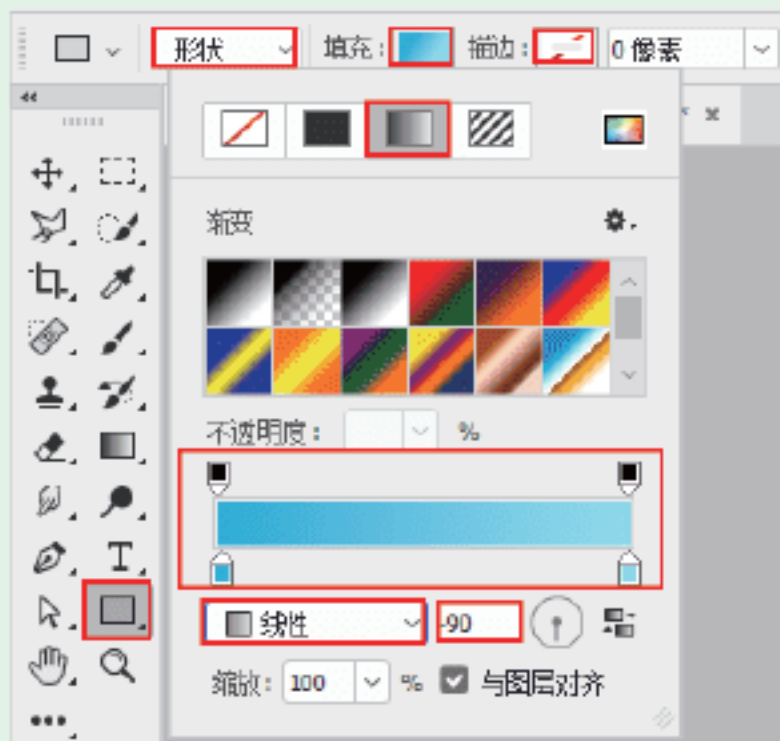 形状 填充: 描边: 0 像素
渐变
不透明度: %
线性 -90
缩放: 100 % 与图层对齐